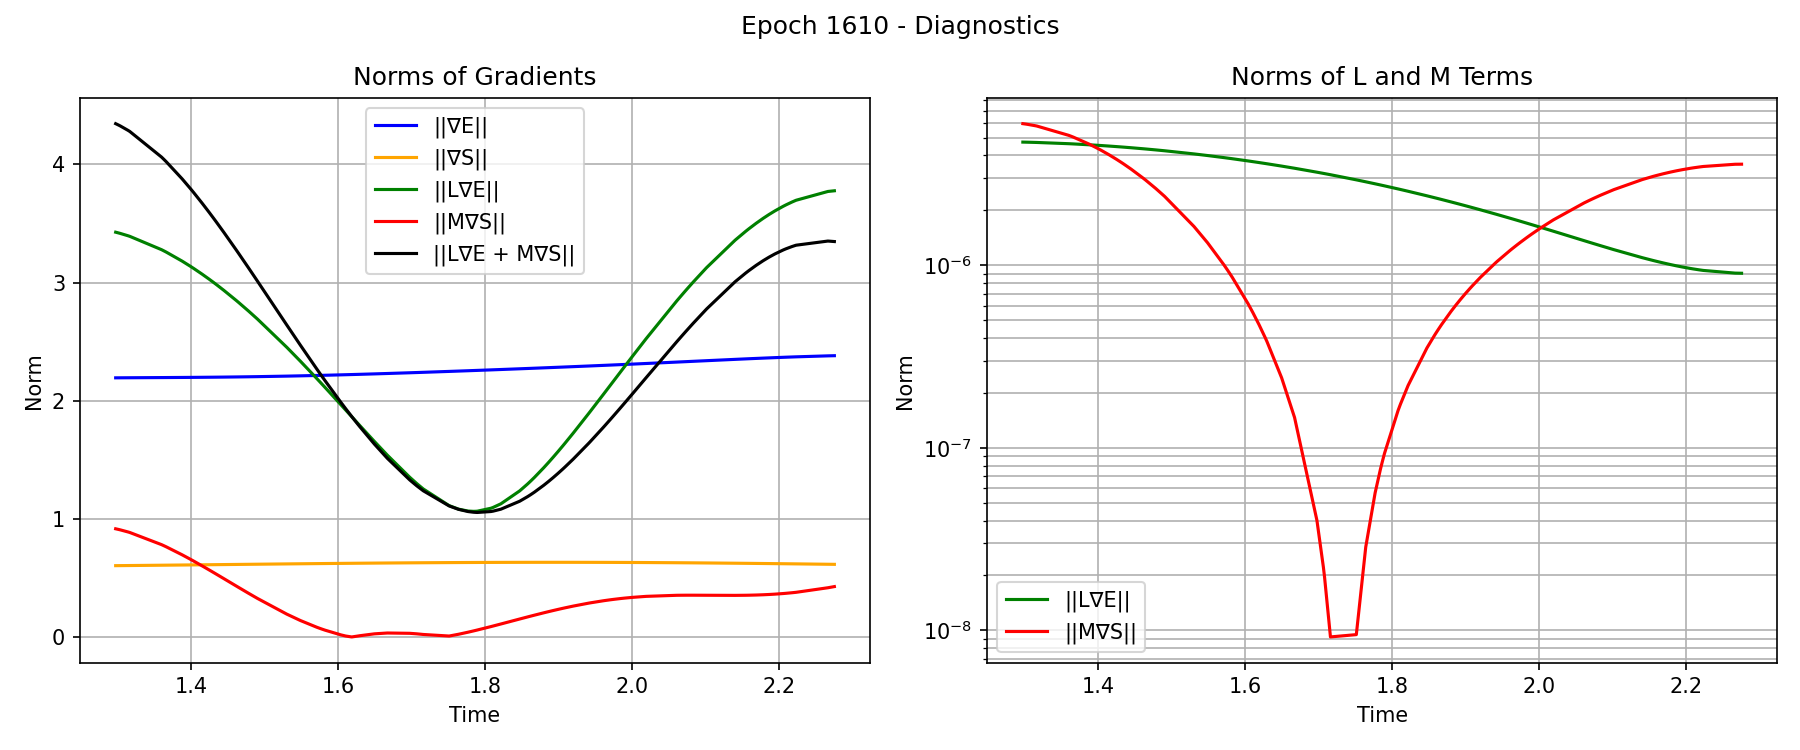 Epoch 1610 - Diagnostics
Norms of Gradients
||∇E||
||∇S||
||L∇E||
||M∇S||
||L∇E + M∇S||
Norm
4
3
2
1
0
1.4 1.6 1.8 2.0 2.2
Time
Norms of L and M Terms
Norm
10⁻⁶
10⁻⁷
10⁻⁸
||L∇E||
||M∇S||
1.4 1.6 1.8 2.0 2.2
Time